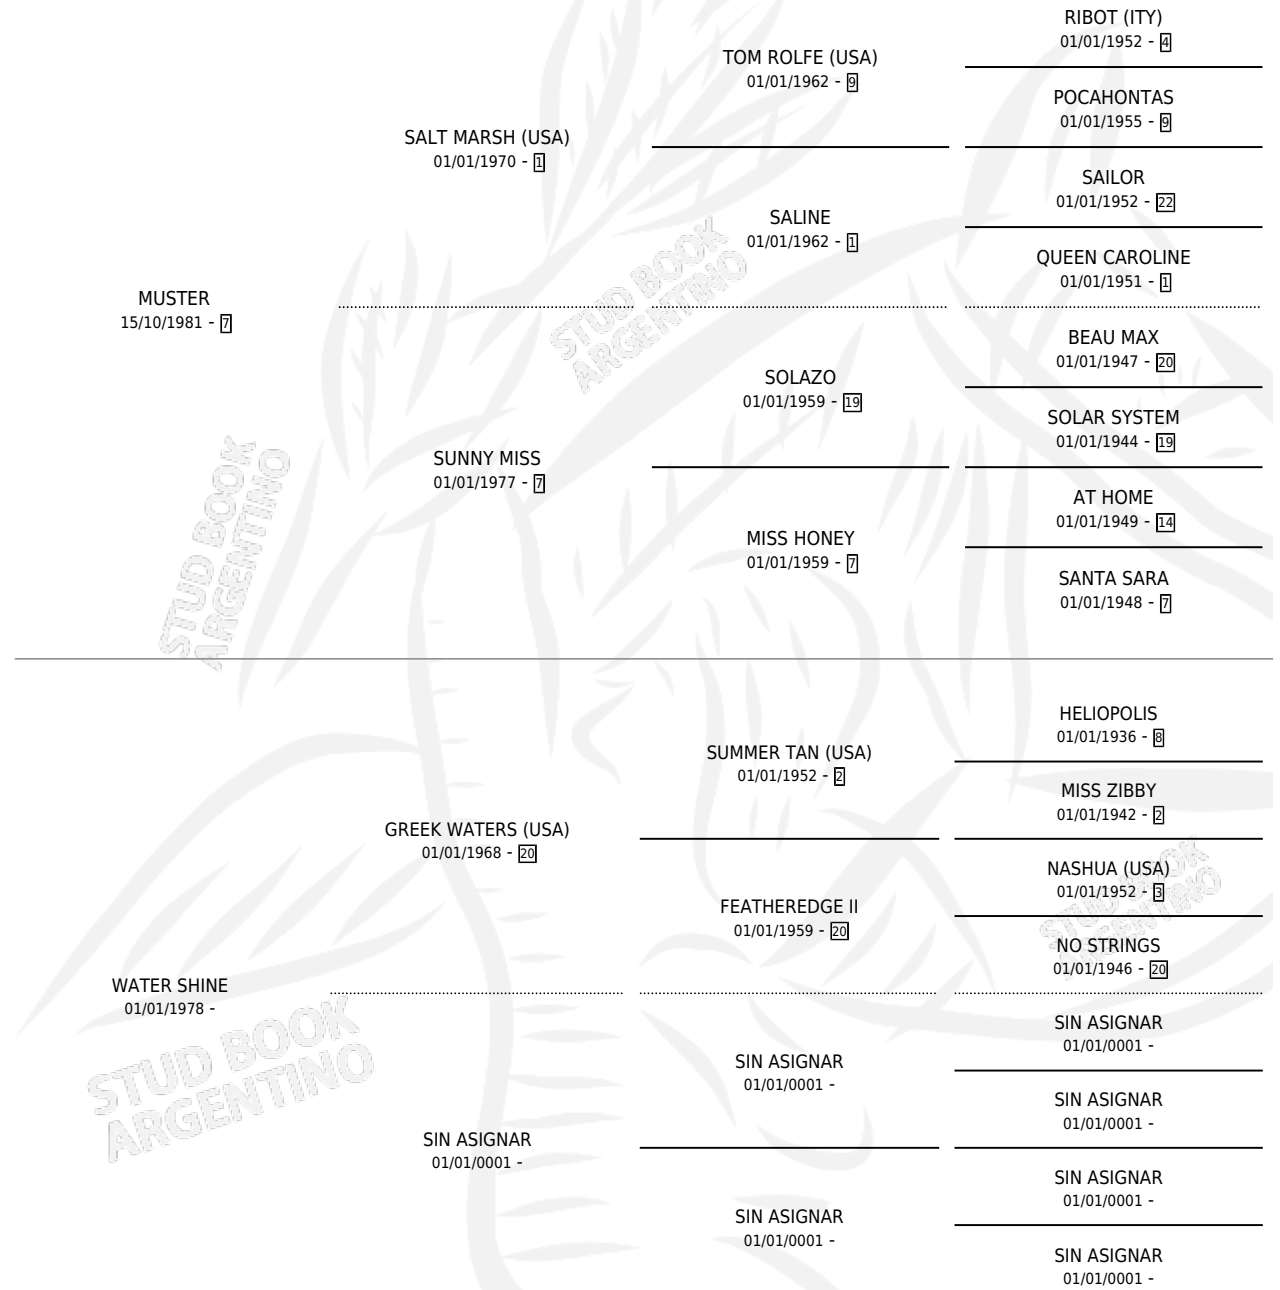 RIBOT (ITY)
01/01/1952 - 4
TOM ROLFE (USA)
01/01/1962 - 9
POCAHONTAS
01/01/1955 - 9
SALT MARSH (USA)
01/01/1970 - 1
SAILOR
01/01/1952 - 22
SALINE
01/01/1962 - 1
QUEEN CAROLINE
01/01/1951 - 1
MUSTER
15/10/1981 - 7
STUD BOOK
ARGENTINO
BEAU MAX
01/01/1947 - 20
SOLAZO
01/01/1959 - 19
SOLAR SYSTEM
01/01/1944 - 19
SUNNY MISS
01/01/1977 - 7
AT HOME
01/01/1949 - 14
MISS HONEY
01/01/1959 - 7
SANTA SARA
01/01/1948 - 7
STUD BOOK
ARGENTINO
HELIOPOLIS
01/01/1936 - 8
SUMMER TAN (USA)
01/01/1952 - 2
MISS ZIBBY
01/01/1942 - 2
GREEK WATERS (USA)
01/01/1968 - 20
NASHUA (USA)
01/01/1952 - 3
FEATHEREDGE II
01/01/1959 - 20
STUD BOOK
ARGENTINO
NO STRINGS
01/01/1946 - 20
WATER SHINE
01/01/1978 -
SIN ASIGNAR
01/01/0001 -
SIN ASIGNAR
01/01/0001 -
STUD BOOK
ARGENTINO
SIN ASIGNAR
01/01/0001 -
SIN ASIGNAR
01/01/0001 -
SIN ASIGNAR
01/01/0001 -
SIN ASIGNAR
01/01/0001 -
SIN ASIGNAR
01/01/0001 -